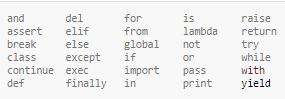 and del for is raise
assert elif from lambda return
break else global not try
class except if or while
continue exec import pass with
def finally in print yield